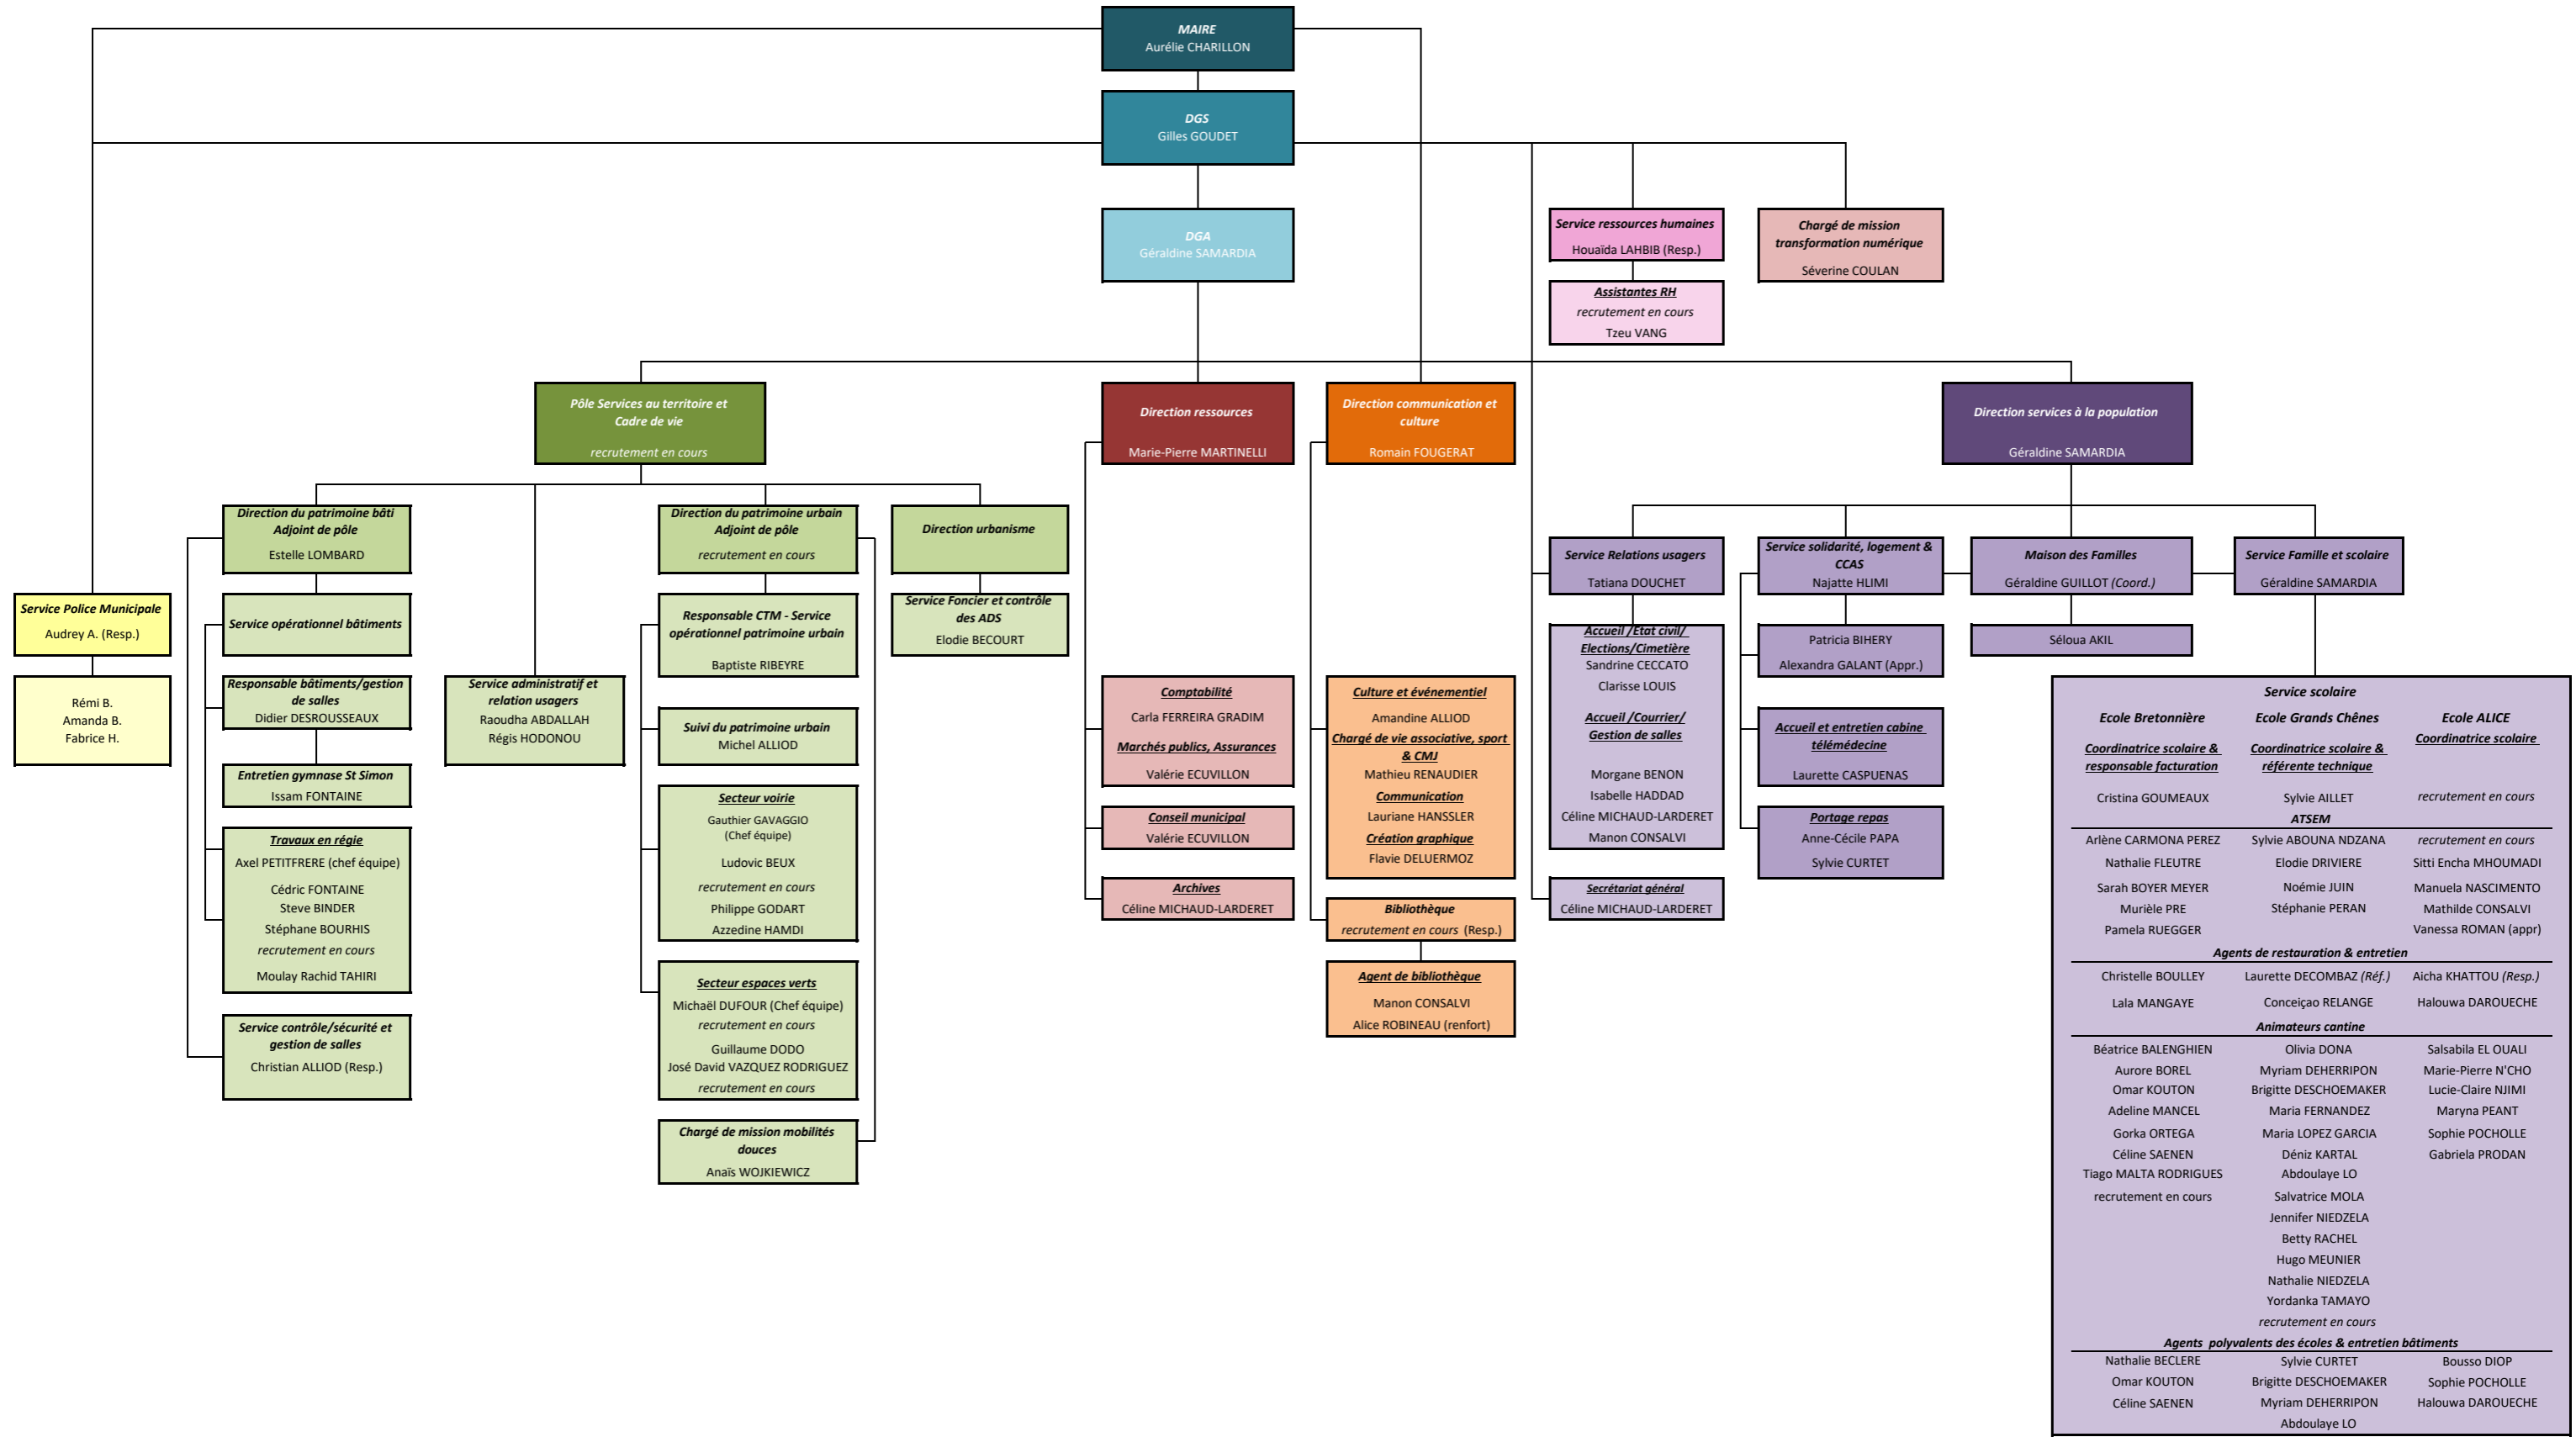 MAIRE
Aurélie CHARILLON
DGS
Gilles GOUDET
DGA
Géraldine SAMARDIA
Service ressources humaines
Houaïda LAHBIB (Resp.)
Assistantes RH
recrutement en cours
Tzeu VANG
Chargé de mission
transformation numérique
Séverine COULAN
Pôle Services au territoire et
Cadre de vie
recrutement en cours
Direction ressources
Marie-Pierre MARTINELLI
Direction communication et
culture
Romain FOUGERAT
Direction services à la population
Géraldine SAMARDIA
Service Police Municipale
Audrey A. (Resp.)
Rémi B.
Amanda B.
Fabrice H.
Direction du patrimoine bâti
Adjoint de pôle
Estelle LOMBARD
Service opérationnel bâtiments
Responsable bâtiments/gestion
de salles
Didier DESROUSSEAUX
Entretien gymnase St Simon
Issam FONTAINE
Travaux en régie
Axel PETITFRERE (chef équipe)
Cédric FONTAINE
Steve BINDER
Stéphane BOURHIS
recrutement en cours
Moulay Rachid TAHIRI
Service contrôle/sécurité et
gestion de salles
Christian ALLIOD (Resp.)
Service administratif et
relation usagers
Raoudha ABDALLAH
Régis HODONOU
Direction du patrimoine urbain
Adjoint de pôle
recrutement en cours
Responsable CTM - Service
opérationnel patrimoine urbain
Baptiste RIBEYRE
Suivi du patrimoine urbain
Michel ALLIOD
Secteur voirie
Gauthier GAVAGGIO
(Chef équipe)
Ludovic BEUX
recrutement en cours
Philippe GODART
Azzedine HAMDI
Secteur espaces verts
Michaël DUFOUR (Chef équipe)
recrutement en cours
Guillaume DODO
José David VAZQUEZ RODRIGUEZ
recrutement en cours
Chargé de mission mobilités
douces
Anaïs WOJKIEWICZ
Direction urbanisme
Service Foncier et contrôle
des ADS
Elodie BECOURT
Comptabilité
Carla FERREIRA GRADIM
Marchés publics, Assurances
Valérie ECUVILLON
Conseil municipal
Valérie ECUVILLON
Archives
Céline MICHAUD-LARDERET
Culture et événementiel
Amandine ALLIOD
Chargé de vie associative, sport
& CMJ
Mathieu RENAUDIER
Communication
Lauriane HANSSLER
Création graphique
Flavie DELUERMOZ
Bibliothèque
recrutement en cours (Resp.)
Agent de bibliothèque
Manon CONSALVI
Alice ROBINEAU (renfort)
Service Relations usagers
Tatiana DOUCHET
Accueil /Etat civil/
Elections/Cimetière
Sandrine CECCATO
Clarisse LOUIS
Accueil /Courrier/
Gestion de salles
Morgane BENON
Isabelle HADDAD
Céline MICHAUD-LARDERET
Manon CONSALVI
Secrétariat général
Céline MICHAUD-LARDERET
Service solidarité, logement &
CCAS
Najatte HLIMI
Patricia BIHERY
Alexandra GALANT (Appr.)
Accueil et entretien cabine
télémédecine
Laurette CASPUENAS
Portage repas
Anne-Cécile PAPA
Sylvie CURTET
Maison des Familles
Géraldine GUILLOT (Coord.)
Séloua AKIL
Service Famille et scolaire
Géraldine SAMARDIA
Service scolaire
Ecole Bretonnière Ecole Grands Chênes Ecole ALICE
Coordinatrice scolaire & Coordinatrice scolaire & Coordinatrice scolaire
responsable facturation référente technique
Cristina GOUMEAUX Sylvie AILLET recrutement en cours
ATSEM
Arlène CARMONA PEREZ Sylvie ABOUNA NDZANA recrutement en cours
Nathalie FLEUTRE Elodie DRIVIERE Sitti Encha MHOUMADI
Sarah BOYER MEYER Noémie JUIN Manuela NASCIMENTO
Murièle PRE Stéphanie PERAN Mathilde CONSALVI
Pamela RUEGGER Vanessa ROMAN (appr)
Agents de restauration & entretien
Christelle BOULLEY Laurette DECOMBAZ (Réf.) Aicha KHATTOU (Resp.)
Lala MANGAYE Conceiçao RELANGE Halouwa DAROUECHE
Animateurs cantine
Béatrice BALENGHIEN Olivia DONA Salsabila EL OUALI
Aurore BOREL Myriam DEHERRIPON Marie-Pierre N'CHO
Omar KOUTON Brigitte DESCHOEMAKER Lucie-Claire NJIMI
Adeline MANCEL Maria FERNANDEZ Maryna PEANT
Gorka ORTEGA Maria LOPEZ GARCIA Sophie POCHOLLE
Céline SAENEN Déniz KARTAL Gabriela PRODAN
Tiago MALTA RODRIGUES Abdoulaye LO
recrutement en cours Salvatrice MOLA
Jennifer NIEDZELA
Betty RACHEL
Hugo MEUNIER
Nathalie NIEDZELA
Yordanka TAMAYO
recrutement en cours
Agents polyvalents des écoles & entretien bâtiments
Nathalie BECLERE Sylvie CURTET Bousso DIOP
Omar KOUTON Brigitte DESCHOEMAKER Sophie POCHOLLE
Céline SAENEN Myriam DEHERRIPON Halouwa DAROUECHE
Abdoulaye LO